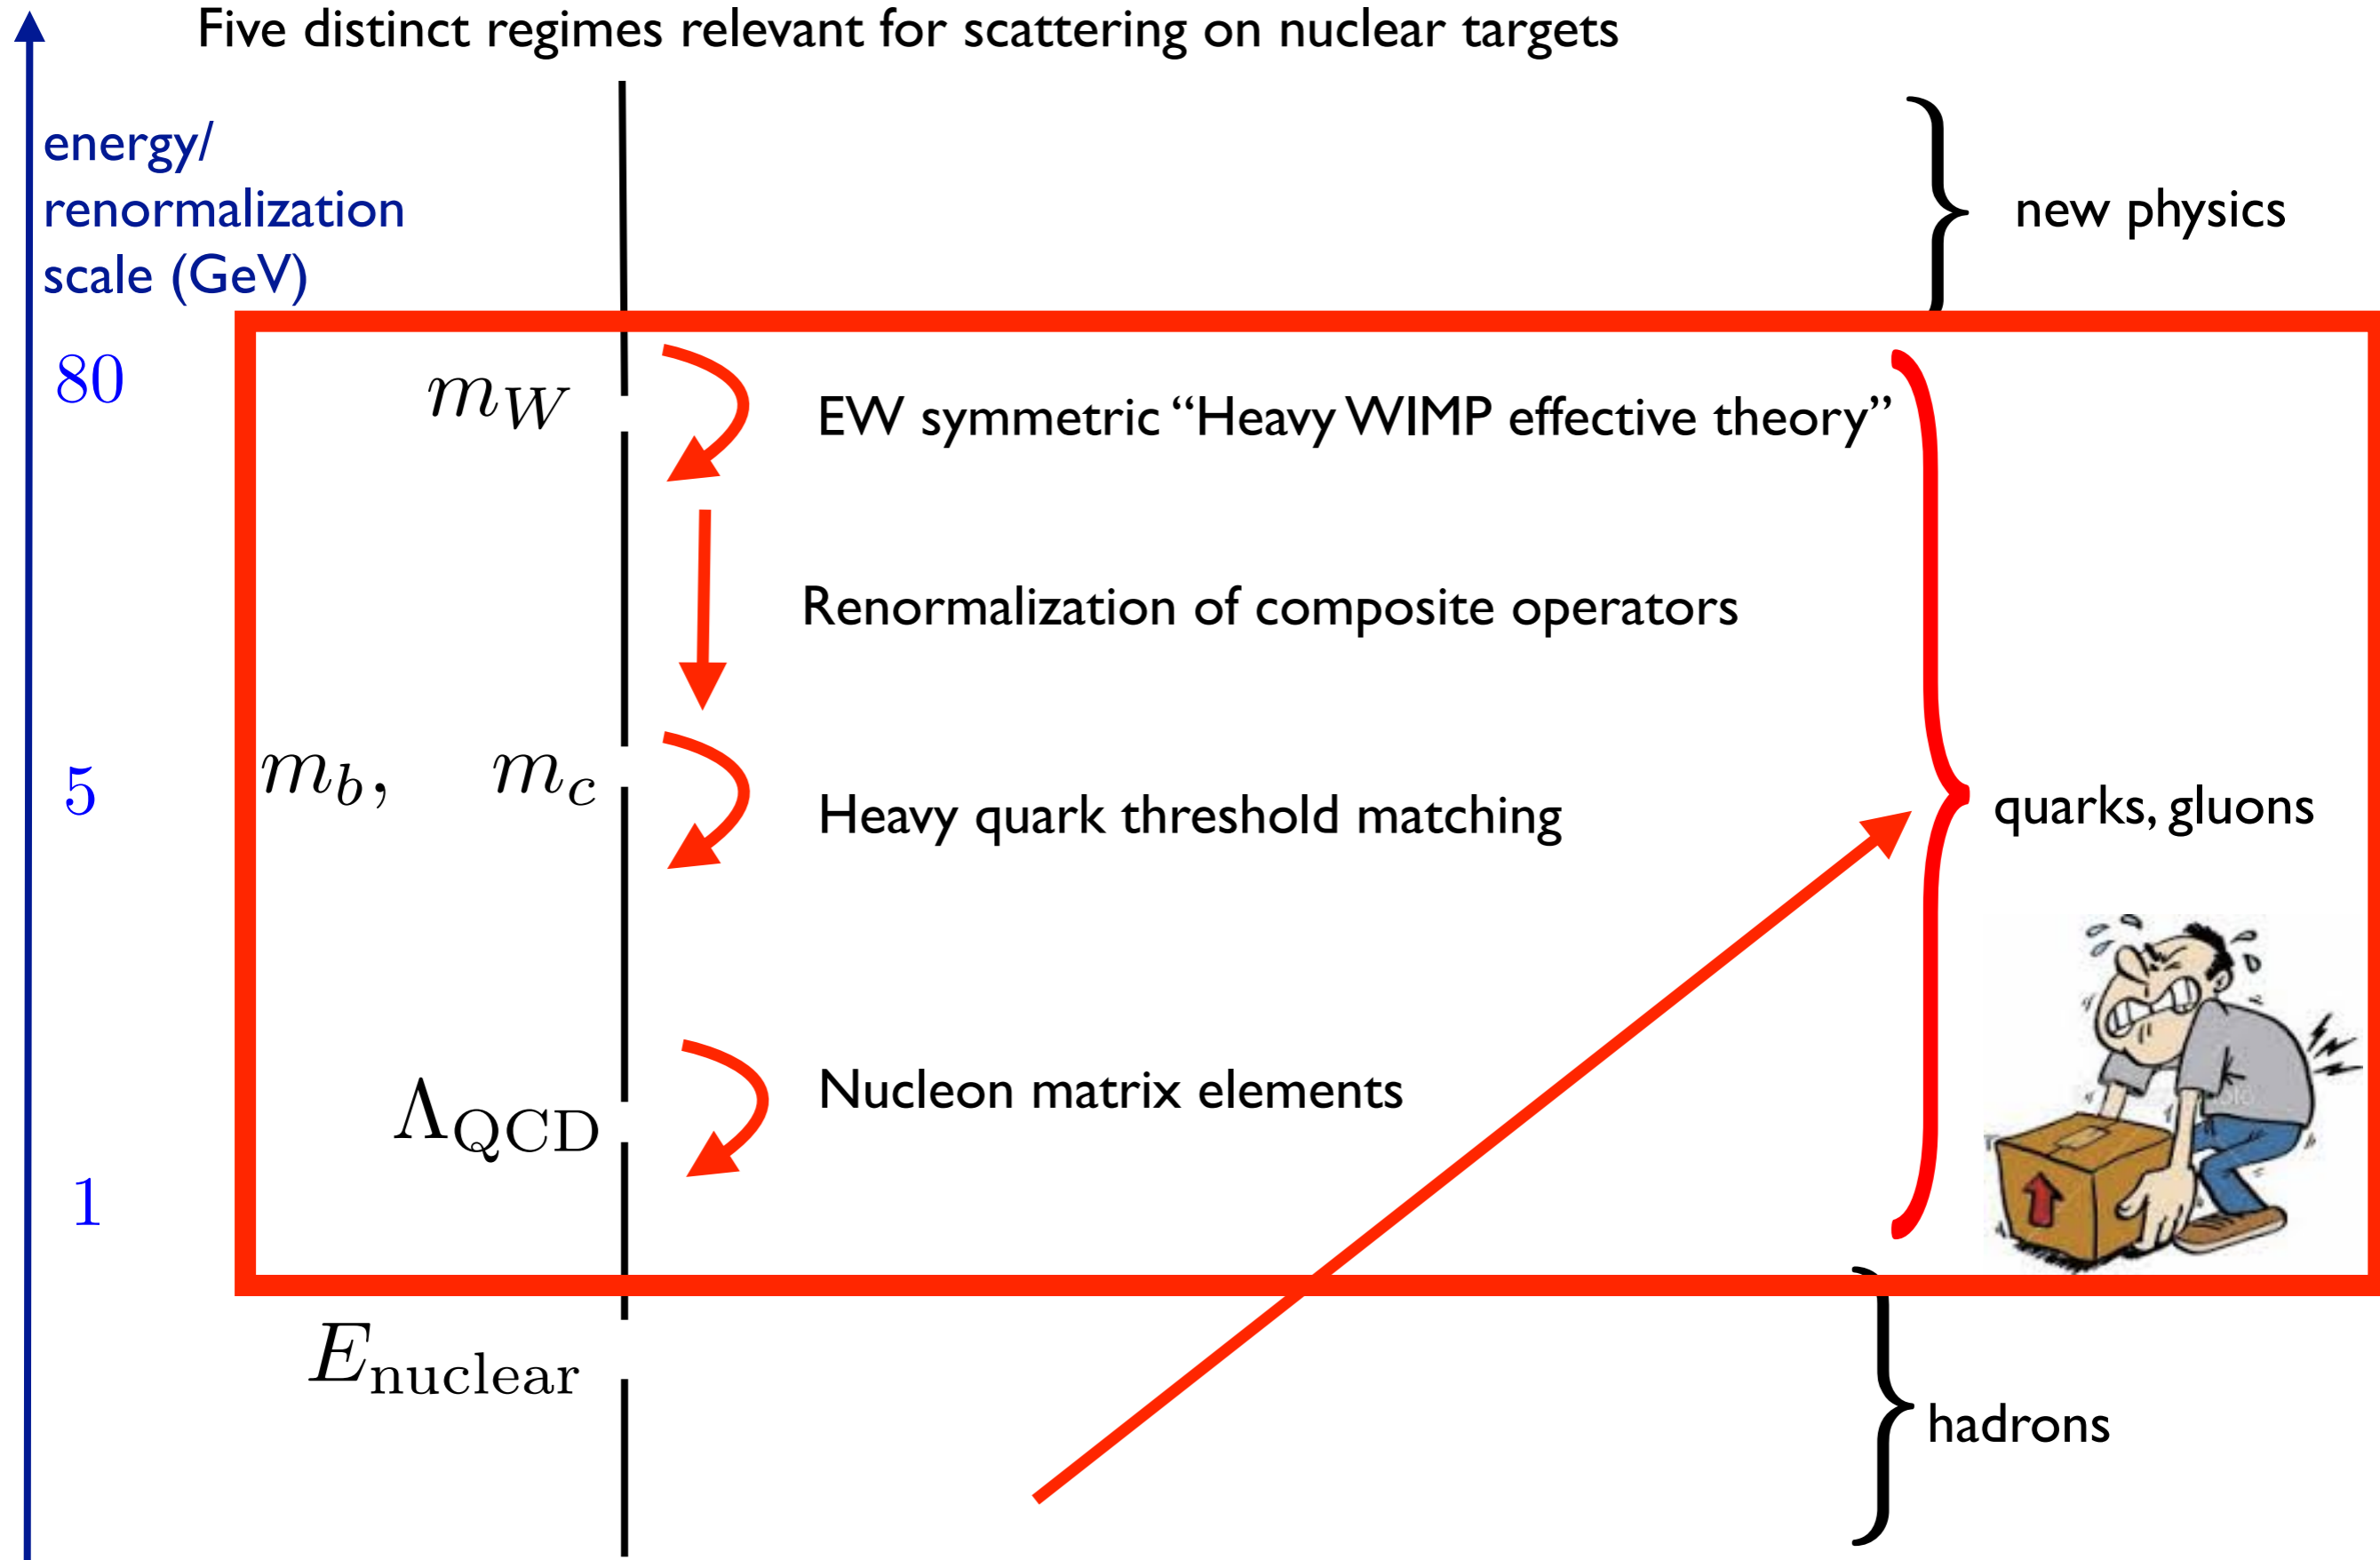 Five distinct regimes relevant for scattering on nuclear targets
energy/
renormalization
scale (GeV)
new physics
80
m_W
EW symmetric “Heavy WIMP effective theory”
Renormalization of composite operators
5
m_b, m_c
Heavy quark threshold matching
quarks, gluons
Λ_QCD
Nucleon matrix elements
1
E_nuclear
hadrons